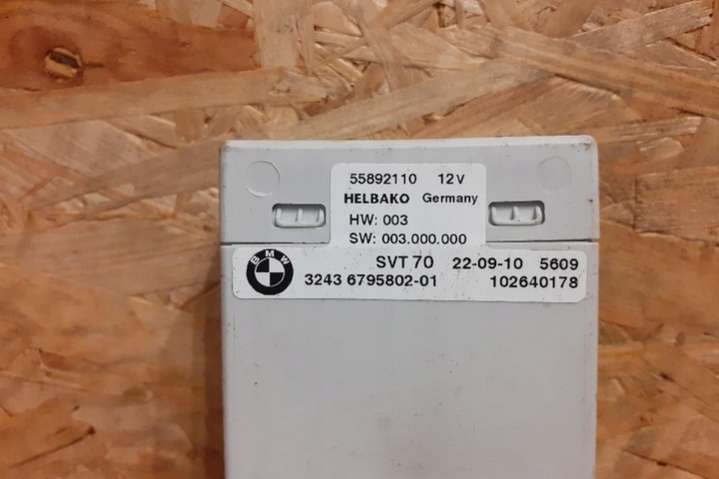 55892110 12V
HELBAKO Germany
HW: 003
SW: 003.000.000
BMW SVT 70 22-09-10 5609
3243 6795802-01 102640178